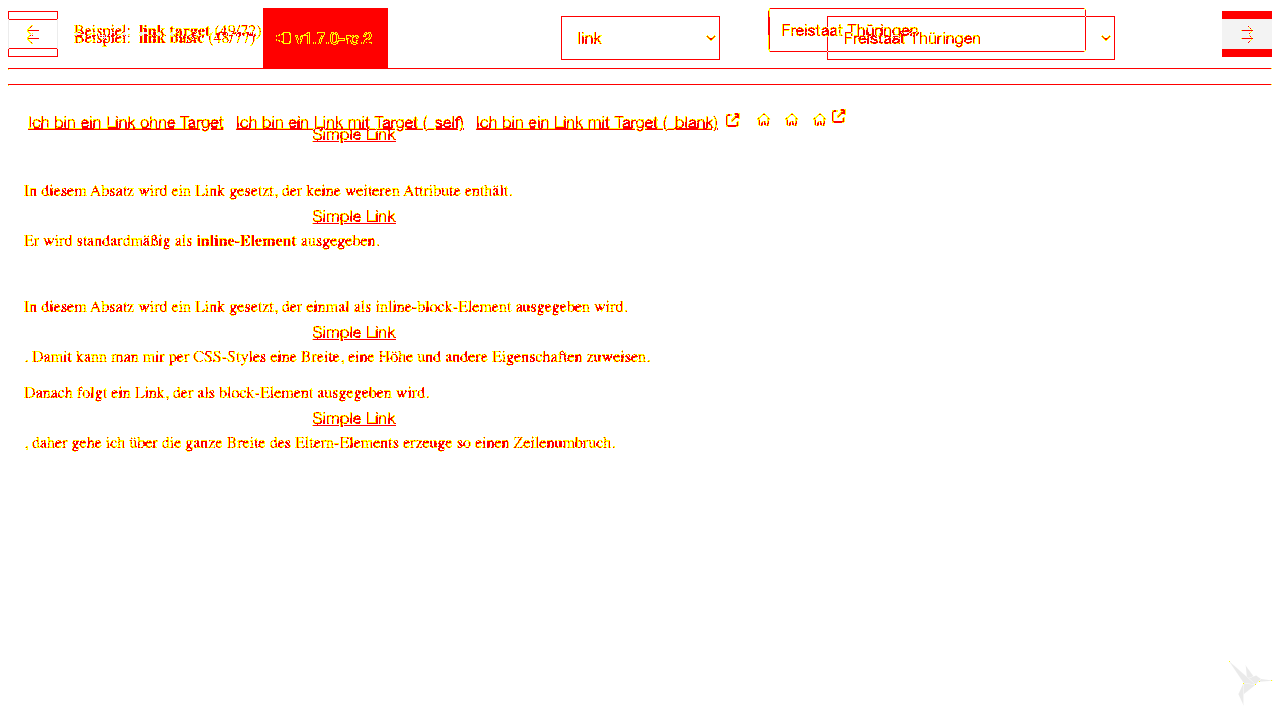 Beispiel: link target (49/72)
Beispiel: link basic (48/77)
v1.7.0-rc.2
link
Freistaat Thüringen
Freistaat Thüringen
Ich bin ein Link ohne Target Ich bin ein Link mit Target (_self) Ich bin ein Link mit Target (_blank)
Simple Link
In diesem Absatz wird ein Link gesetzt, der keine weiteren Attribute enthält.
Simple Link
Er wird standardmäßig als inline-Element ausgegeben.
In diesem Absatz wird ein Link gesetzt, der einmal als inline-block-Element ausgegeben wird.
Simple Link
. Damit kann man mir per CSS-Styles eine Breite, eine Höhe und andere Eigenschaften zuweisen.
Danach folgt ein Link, der als block-Element ausgegeben wird.
Simple Link
, daher gehe ich über die ganze Breite des Eltern-Elements erzeuge so einen Zeilenumbruch.